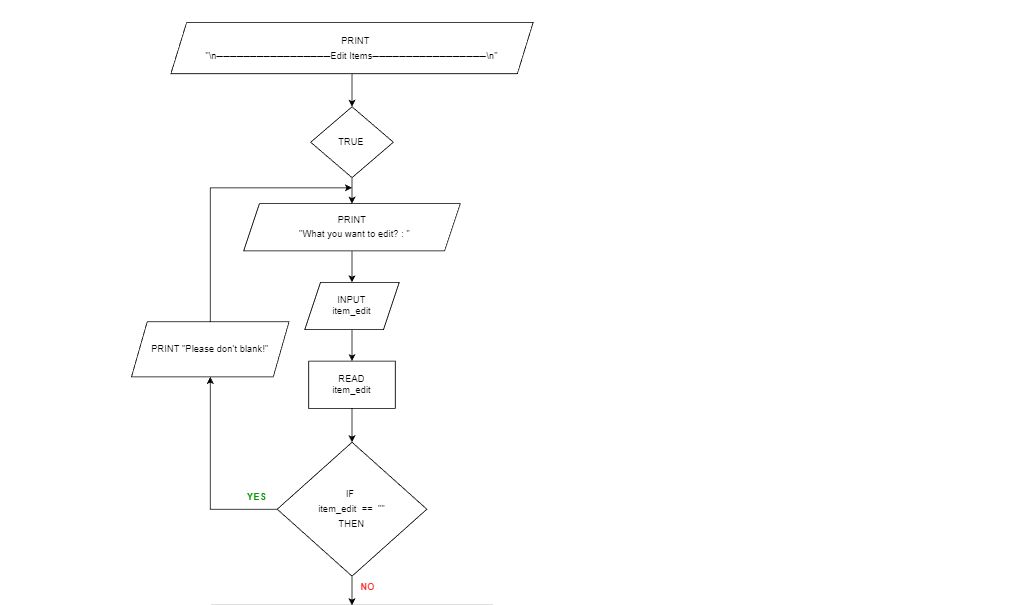 PRINT
"\n-----------------------------------Edit Items-----------------------------------\n"
TRUE
PRINT
"What you want to edit? : "
INPUT
item_edit
PRINT "Please don't blank!"
READ
item_edit
YES
IF
item_edit == ""
THEN
NO